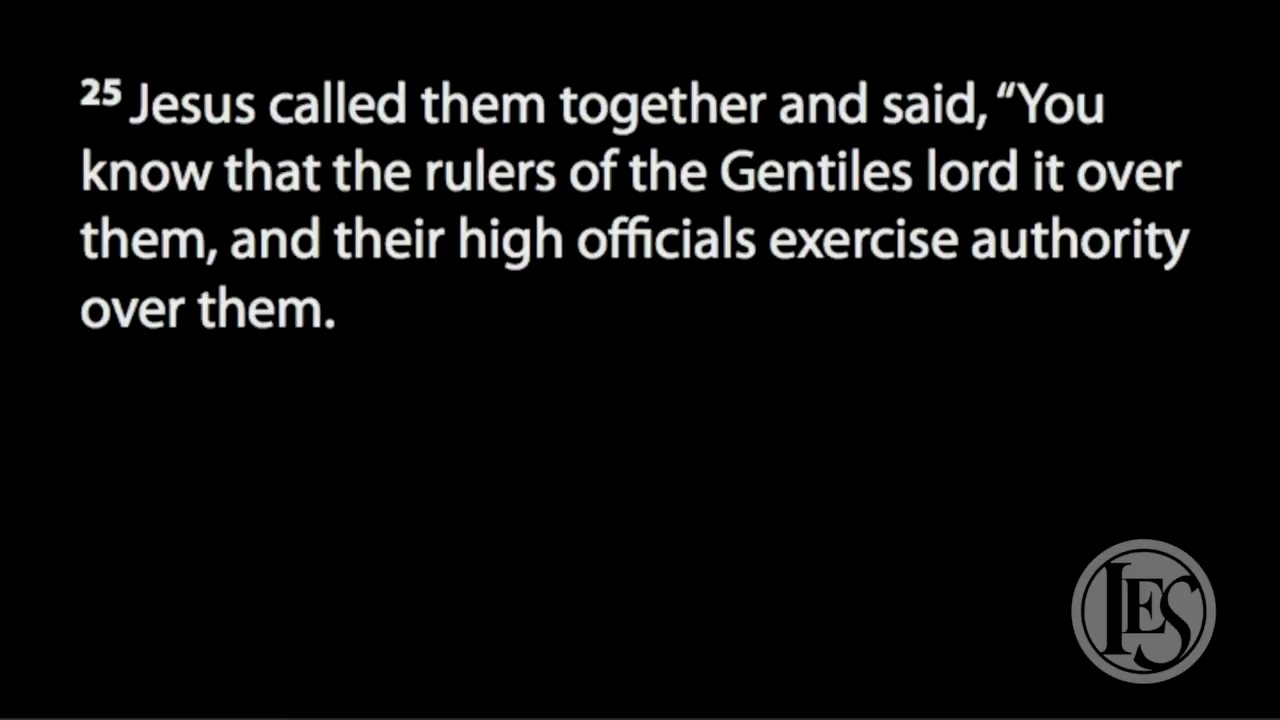 25 Jesus called them together and said, “You
know that the rulers of the Gentiles lord it over
them, and their high officials exercise authority
over them.
IES